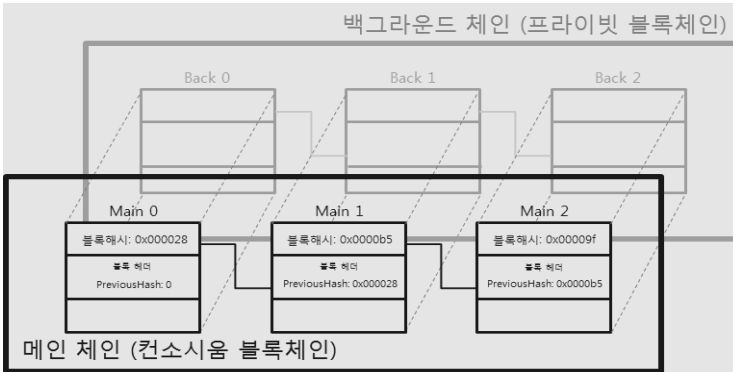 백그라운드 체인 (프라이빗 블록체인)
Back 0
Back 1
Back 2
Main 0
Main 1
Main 2
블록해시: 0x000028
블록해시: 0x0000b5
블록해시: 0x00009f
블록 헤더
블록 헤더
블록 헤더
PreviousHash: 0
PreviousHash: 0x000028
PreviousHash: 0x0000b5
메인 체인 (컨소시움 블록체인)